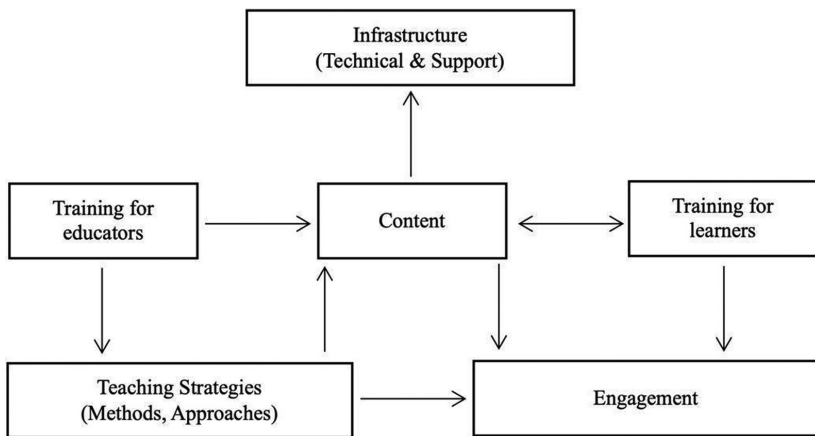 Infrastructure
(Technical & Support)
Training for
educators
Content
Training for
learners
Teaching Strategies
(Methods, Approaches)
Engagement